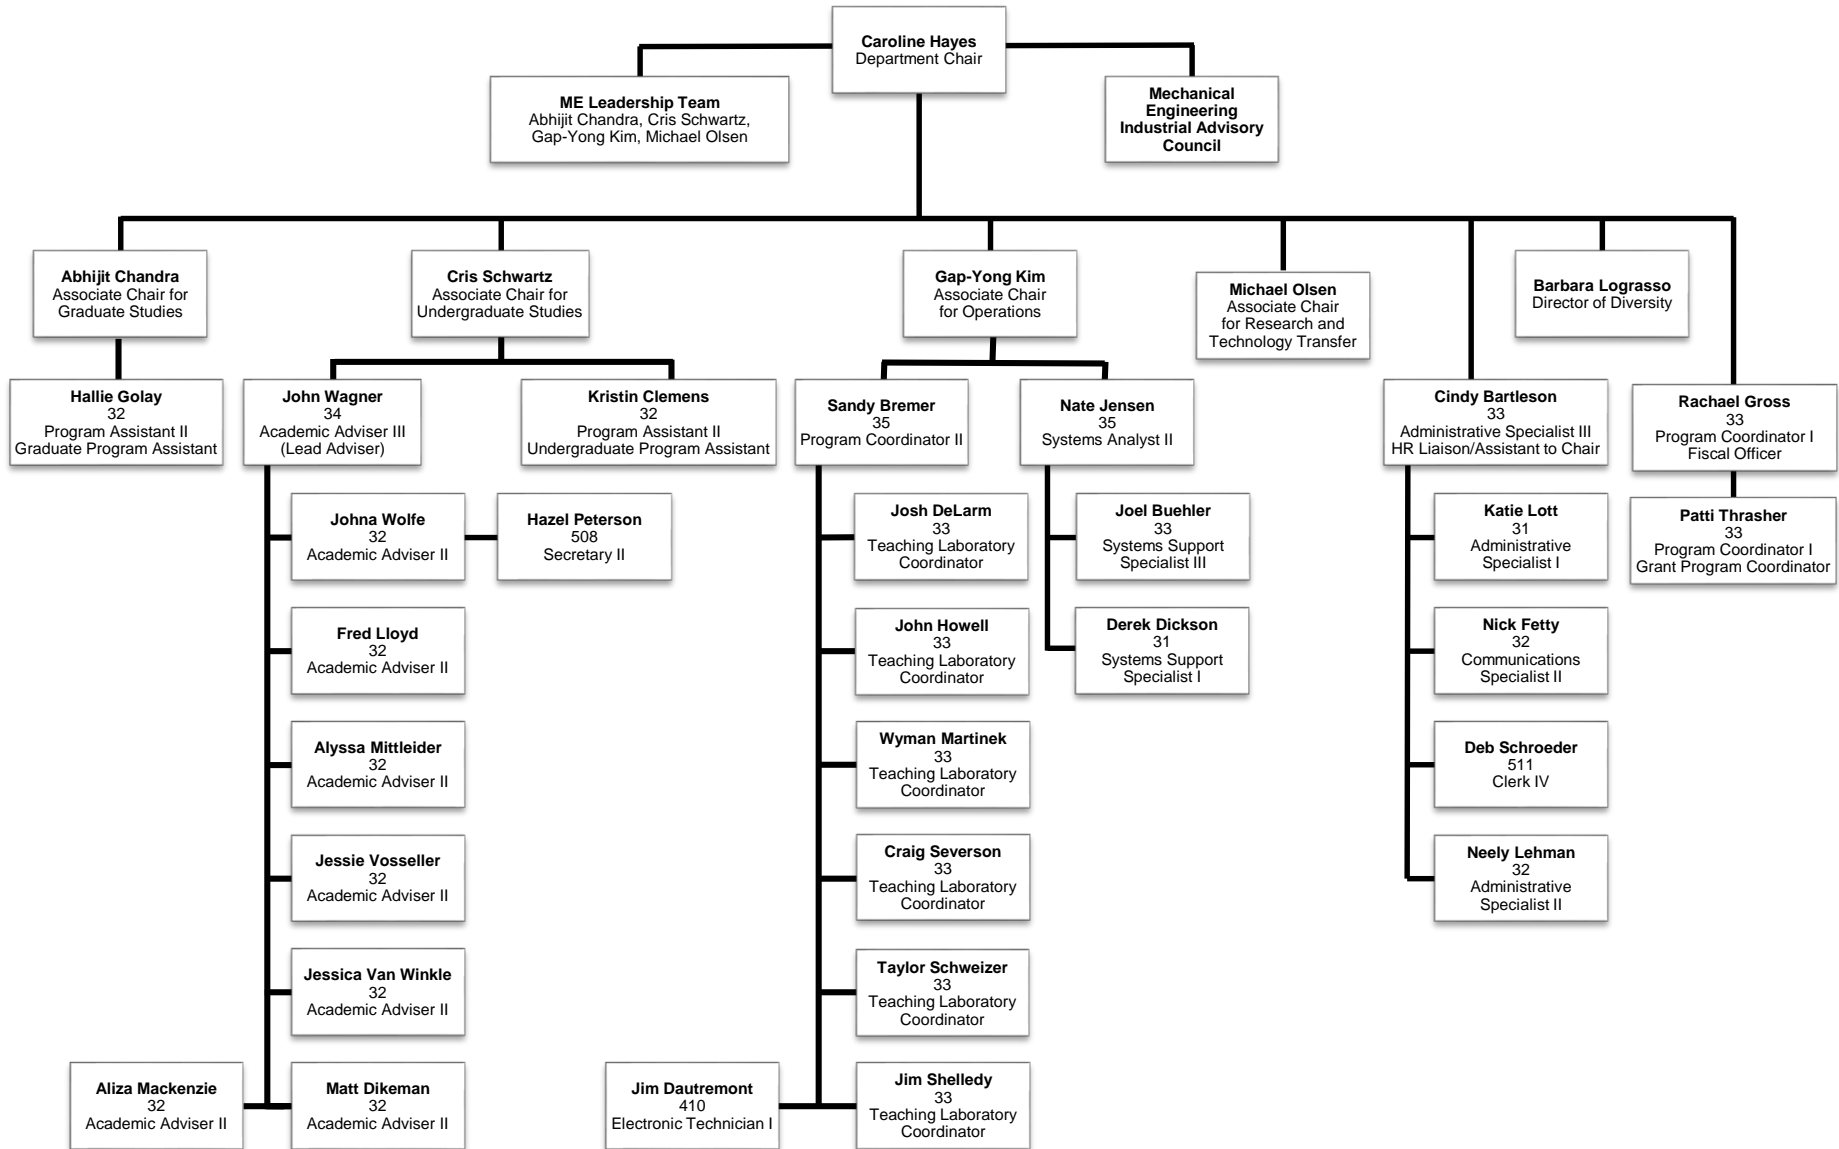 Caroline Hayes
Department Chair
ME Leadership Team
Abhijit Chandra, Cris Schwartz,
Gap-Yong Kim, Michael Olsen
Mechanical
Engineering
Industrial Advisory
Council
Abhijit Chandra
Associate Chair for
Graduate Studies
Cris Schwartz
Associate Chair for
Undergraduate Studies
Gap-Yong Kim
Associate Chair
for Operations
Michael Olsen
Associate Chair
for Research and
Technology Transfer
Barbara Lograsso
Director of Diversity
Hallie Golay
32
Program Assistant II
Graduate Program Assistant
John Wagner
34
Academic Adviser III
(Lead Adviser)
Kristin Clemens
32
Program Assistant II
Undergraduate Program Assistant
Sandy Bremer
35
Program Coordinator II
Nate Jensen
35
Systems Analyst II
Cindy Bartleson
33
Administrative Specialist III
HR Liaison/Assistant to Chair
Rachael Gross
33
Program Coordinator I
Fiscal Officer
Johna Wolfe
32
Academic Adviser II
Hazel Peterson
508
Secretary II
Josh DeLarm
33
Teaching Laboratory
Coordinator
Joel Buehler
33
Systems Support
Specialist III
Katie Lott
31
Administrative
Specialist I
Patti Thrasher
33
Program Coordinator I
Grant Program Coordinator
Fred Lloyd
32
Academic Adviser II
John Howell
33
Teaching Laboratory
Coordinator
Derek Dickson
31
Systems Support
Specialist I
Nick Fetty
32
Communications
Specialist II
Alyssa Mittleider
32
Academic Adviser II
Wyman Martinek
33
Teaching Laboratory
Coordinator
Deb Schroeder
511
Clerk IV
Jessie Vosseller
32
Academic Adviser II
Craig Severson
33
Teaching Laboratory
Coordinator
Neely Lehman
32
Administrative
Specialist II
Jessica Van Winkle
32
Academic Adviser II
Taylor Schweizer
33
Teaching Laboratory
Coordinator
Aliza Mackenzie
32
Academic Adviser II
Matt Dikeman
32
Academic Adviser II
Jim Dautremont
410
Electronic Technician I
Jim Shelledy
33
Teaching Laboratory
Coordinator